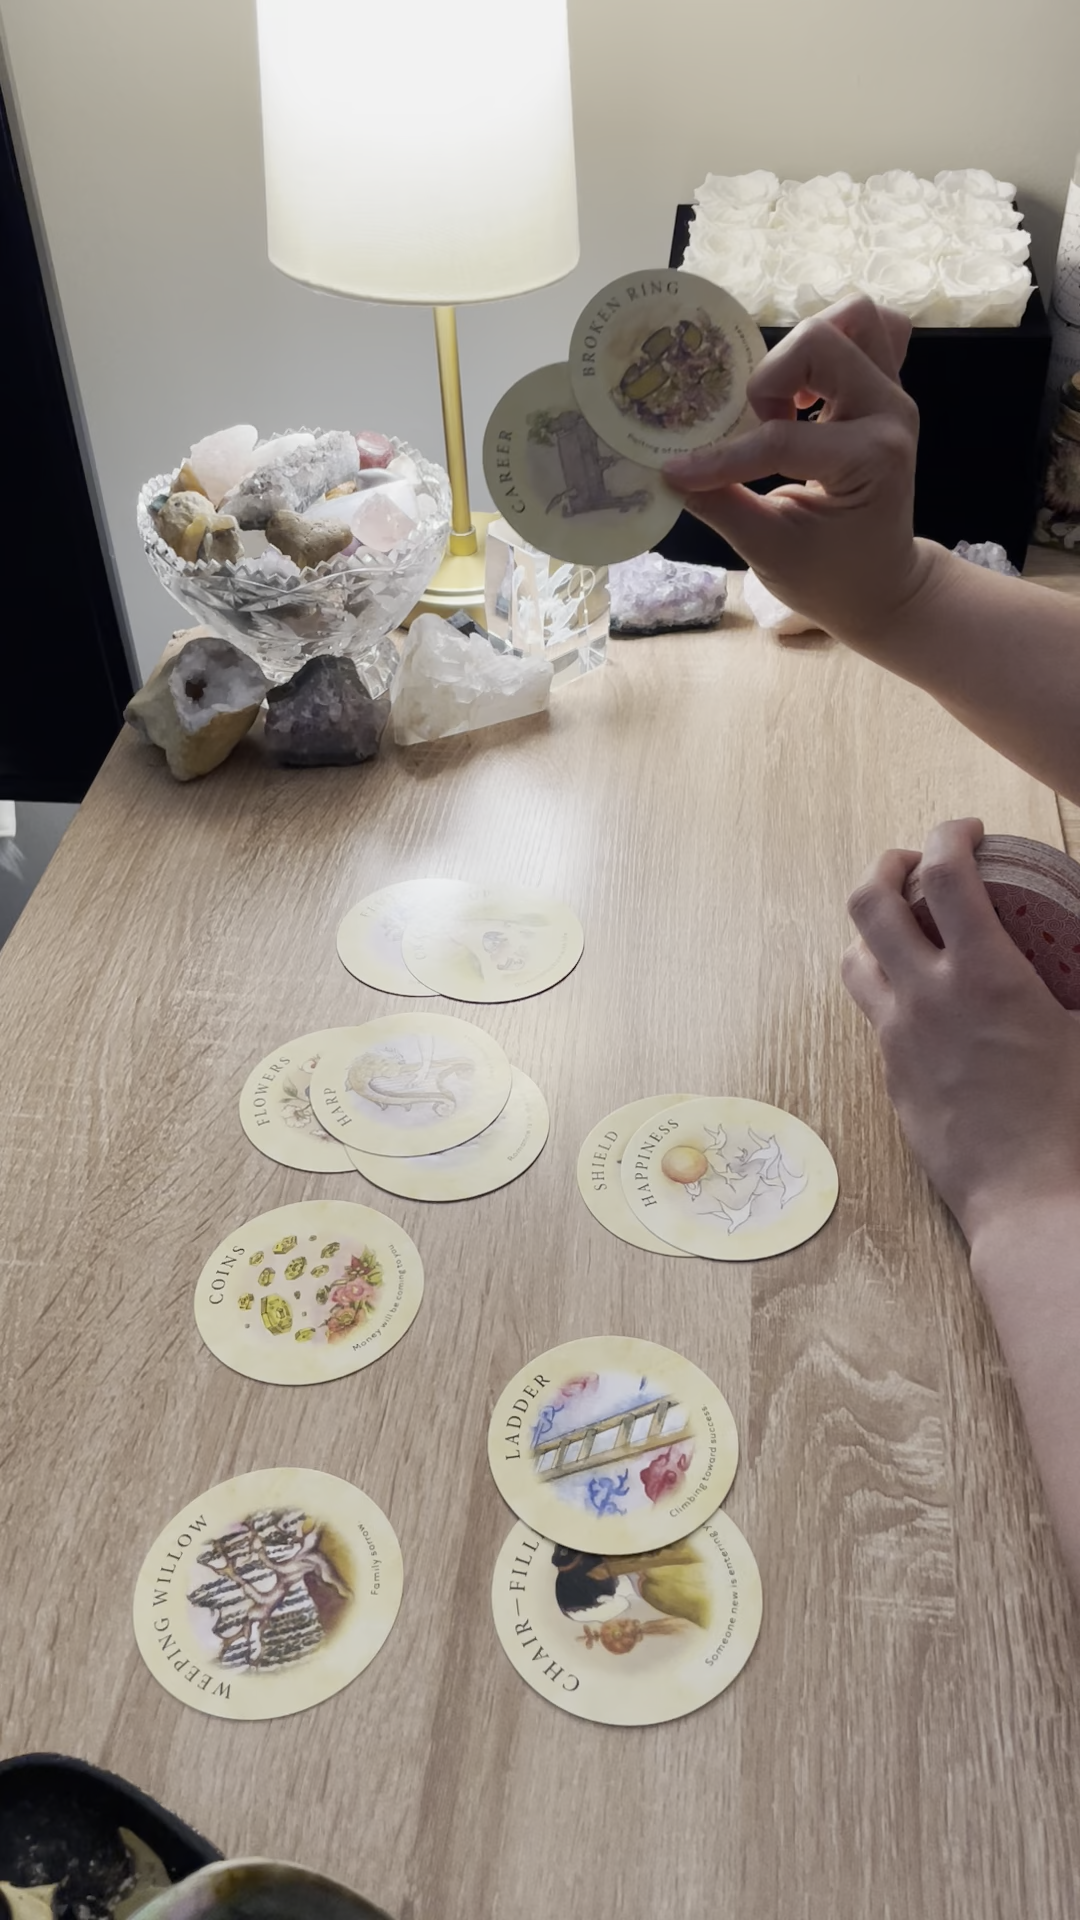 BROKEN RING
CAREER
FLOWERS
HARP
SHIELD
HAPPINESS
COINS
Money will be coming to you
LADDER
Climbing toward success
WEEPING WILLOW
Family sorrow.
CHAIR—FILL
Someone new is entering